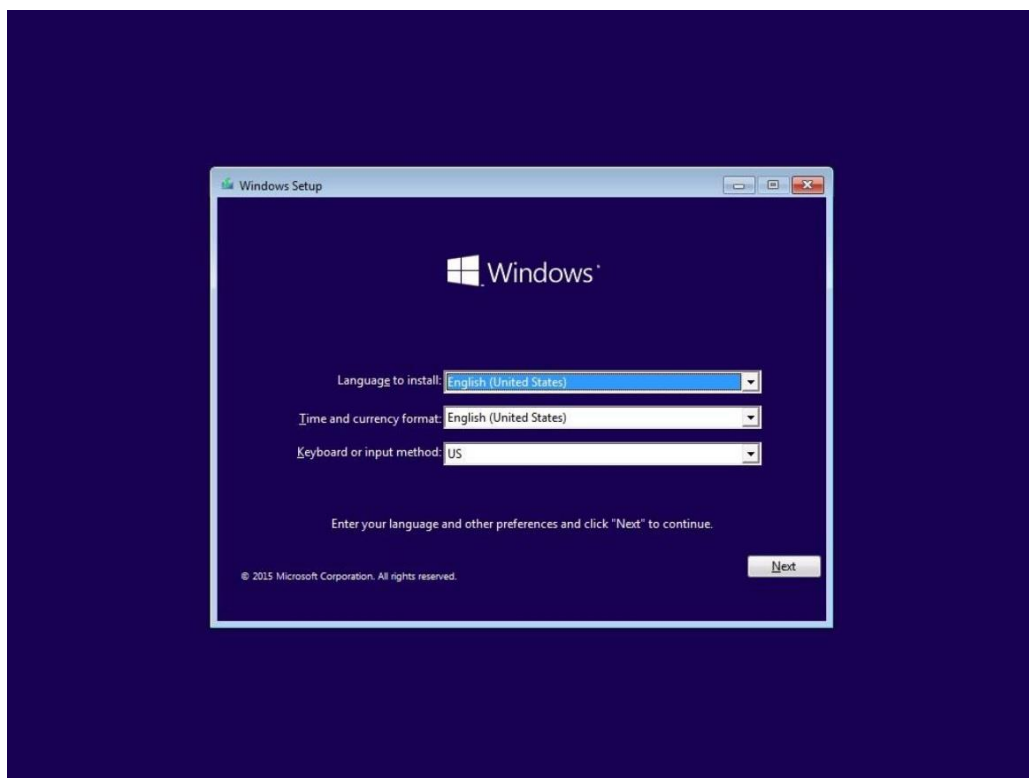 Windows Setup
Windows
Language to install: English (United States)
Time and currency format: English (United States)
Keyboard or input method: US
Enter your language and other preferences and click "Next" to continue.
Next
© 2015 Microsoft Corporation. All rights reserved.